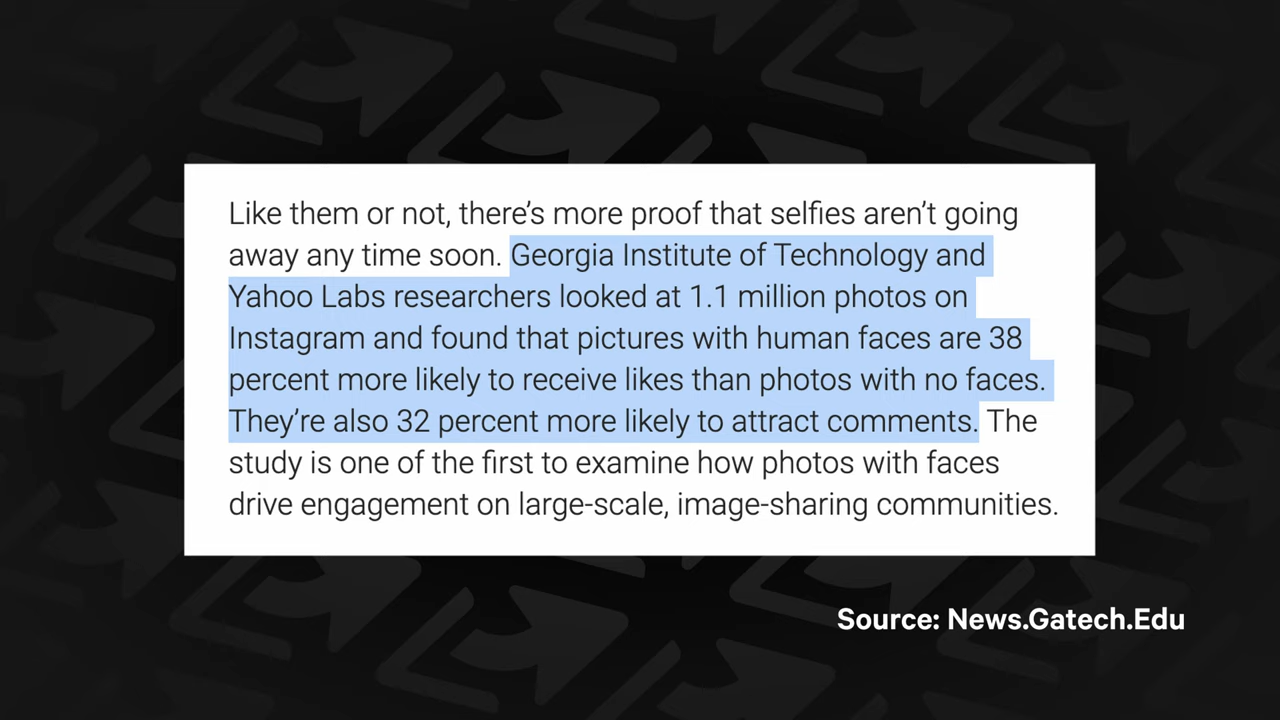 Like them or not, there’s more proof that selfies aren’t going
away any time soon. Georgia Institute of Technology and
Yahoo Labs researchers looked at 1.1 million photos on
Instagram and found that pictures with human faces are 38
percent more likely to receive likes than photos with no faces.
They’re also 32 percent more likely to attract comments. The
study is one of the first to examine how photos with faces
drive engagement on large-scale, image-sharing communities.
Source: News.Gatech.Edu